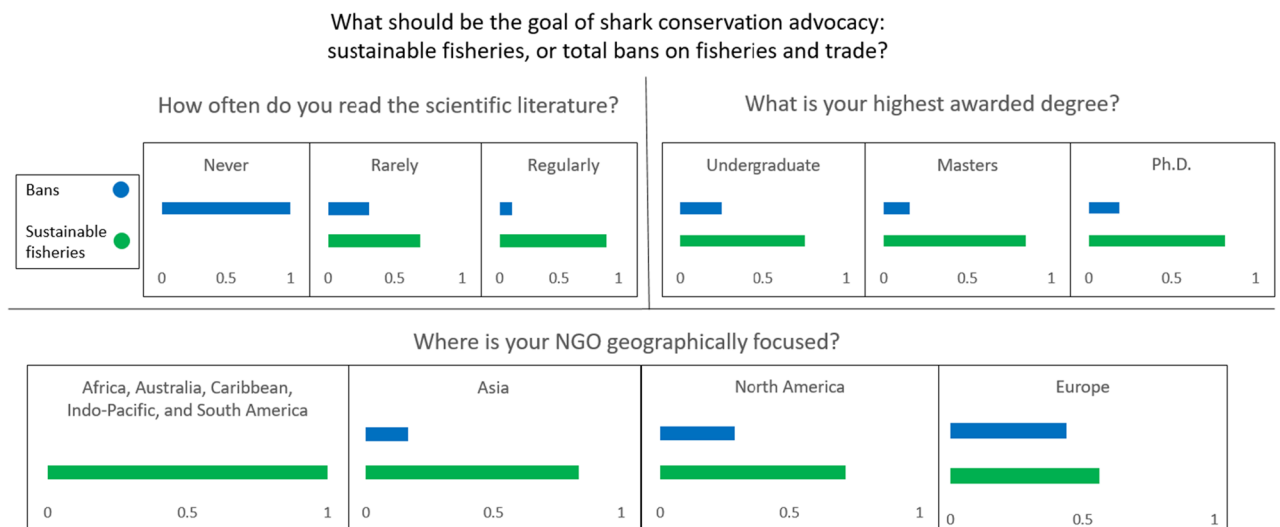 What should be the goal of shark conservation advocacy:
sustainable fisheries, or total bans on fisheries and trade?
How often do you read the scientific literature?
What is your highest awarded degree?
Bans
Sustainable
fisheries
Never
Rarely
Regularly
0 0.5 1
0 0.5 1
0 0.5 1
Undergraduate
Masters
Ph.D.
0 0.5 1
0 0.5 1
0 0.5 1
Where is your NGO geographically focused?
Africa, Australia, Caribbean,
Indo-Pacific, and South America
Asia
North America
Europe
0 0.5 1
0 0.5 1
0 0.5 1
0 0.5 1